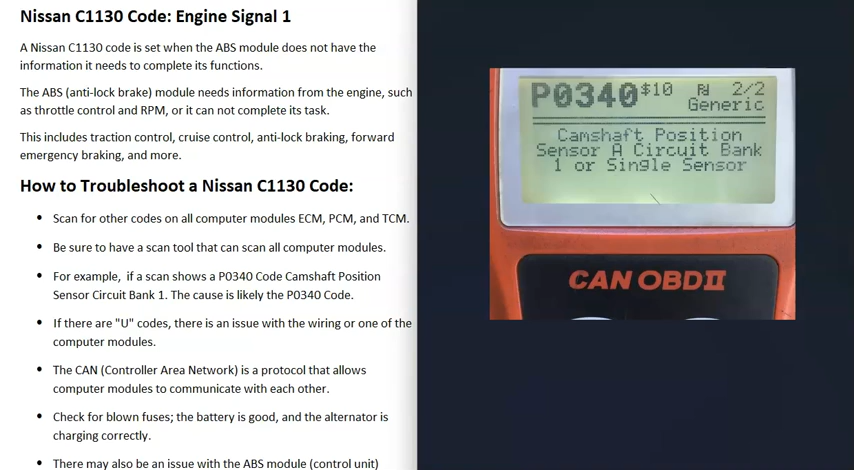 Nissan C1130 Code: Engine Signal 1
A Nissan C1130 code is set when the ABS module does not have the
information it needs to complete its functions.
The ABS (anti-lock brake) module needs information from the engine, such
as throttle control and RPM, or it can not complete its task.
This includes traction control, cruise control, anti-lock braking, forward
emergency braking, and more.
How to Troubleshoot a Nissan C1130 Code:
• Scan for other codes on all computer modules ECM, PCM, and TCM.
• Be sure to have a scan tool that can scan all computer modules.
• For example, if a scan shows a P0340 Code Camshaft Position
Sensor Circuit Bank 1. The cause is likely the P0340 Code.
• If there are "U" codes, there is an issue with the wiring or one of the
computer modules.
• The CAN (Controller Area Network) is a protocol that allows
computer modules to communicate with each other.
• Check for blown fuses; the battery is good, and the alternator is
charging correctly.
• There may also be an issue with the ABS module (control unit)
P0340 $10 2/2
Generic
Camshaft Position
Sensor A Circuit Bank
1 or Single Sensor
CAN OBDII